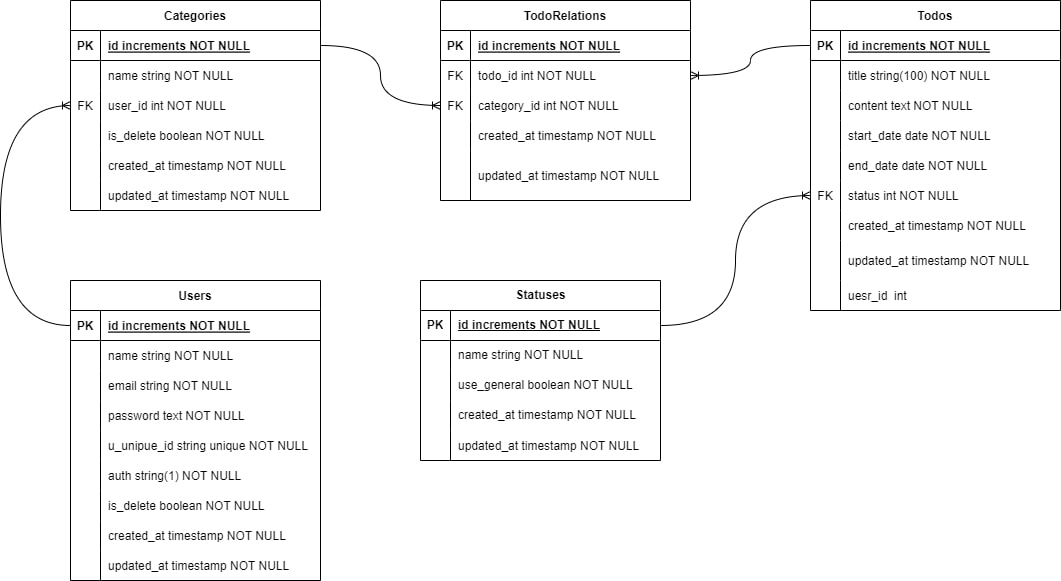 Categories
PK id increments NOT NULL
name string NOT NULL
FK user_id int NOT NULL
is_delete boolean NOT NULL
created_at timestamp NOT NULL
updated_at timestamp NOT NULL
TodoRelations
PK id increments NOT NULL
FK todo_id int NOT NULL
FK category_id int NOT NULL
created_at timestamp NOT NULL
updated_at timestamp NOT NULL
Todos
PK id increments NOT NULL
title string(100) NOT NULL
content text NOT NULL
start_date date NOT NULL
end_date date NOT NULL
FK status int NOT NULL
created_at timestamp NOT NULL
updated_at timestamp NOT NULL
uesr_id int
Users
PK id increments NOT NULL
name string NOT NULL
email string NOT NULL
password text NOT NULL
u_unipue_id string unique NOT NULL
auth string(1) NOT NULL
is_delete boolean NOT NULL
created_at timestamp NOT NULL
updated_at timestamp NOT NULL
Statuses
PK id increments NOT NULL
name string NOT NULL
use_general boolean NOT NULL
created_at timestamp NOT NULL
updated_at timestamp NOT NULL